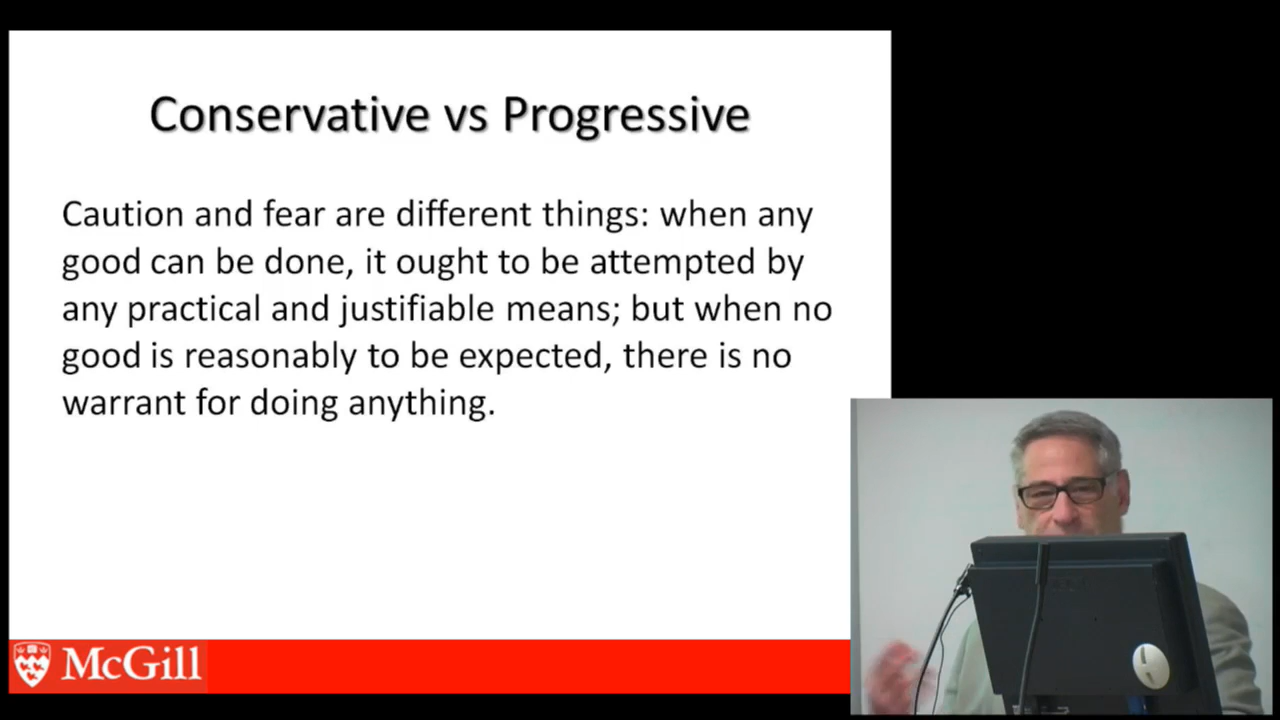 Conservative vs Progressive
Caution and fear are different things: when any
good can be done, it ought to be attempted by
any practical and justifiable means; but when no
good is reasonably to be expected, there is no
warrant for doing anything.
McGill